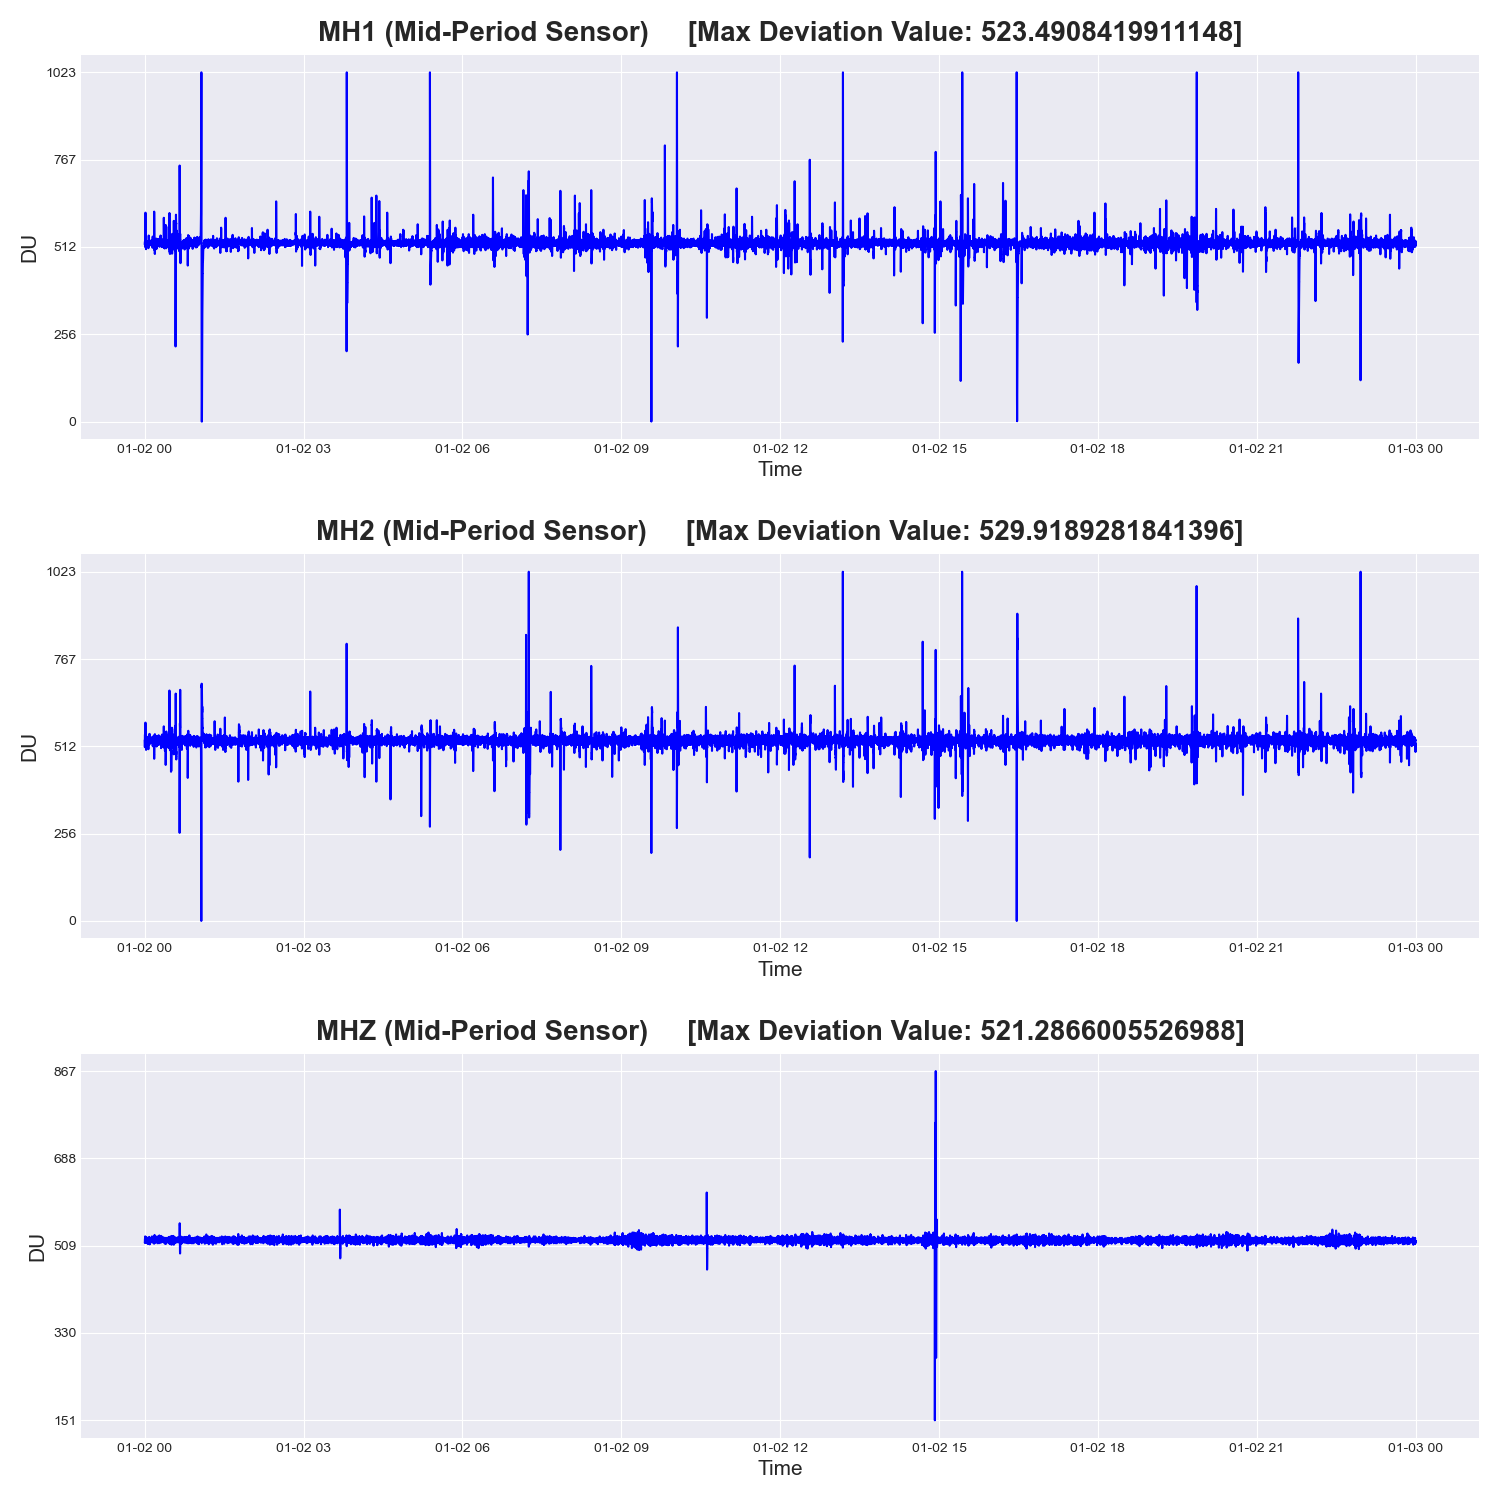 MH1 (Mid-Period Sensor) [Max Deviation Value: 523.4908419911148]
1023
767
512
256
0
DU
01-02 00 01-02 03 01-02 06 01-02 09 01-02 12 01-02 15 01-02 18 01-02 21 01-03 00
Time
MH2 (Mid-Period Sensor) [Max Deviation Value: 529.9189281841396]
1023
767
512
256
0
DU
01-02 00 01-02 03 01-02 06 01-02 09 01-02 12 01-02 15 01-02 18 01-02 21 01-03 00
Time
MHZ (Mid-Period Sensor) [Max Deviation Value: 521.2866005526988]
867
688
509
330
151
DU
01-02 00 01-02 03 01-02 06 01-02 09 01-02 12 01-02 15 01-02 18 01-02 21 01-03 00
Time